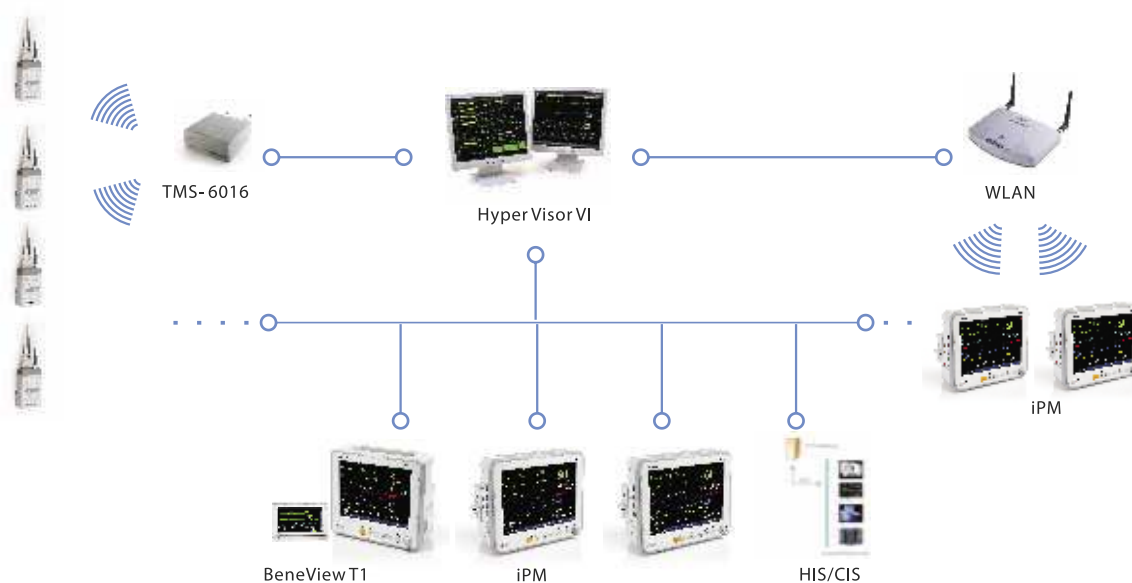 TMS-6016
Hyper Visor VI
WLAN
iPM
BeneView T1
iPM
HIS/CIS